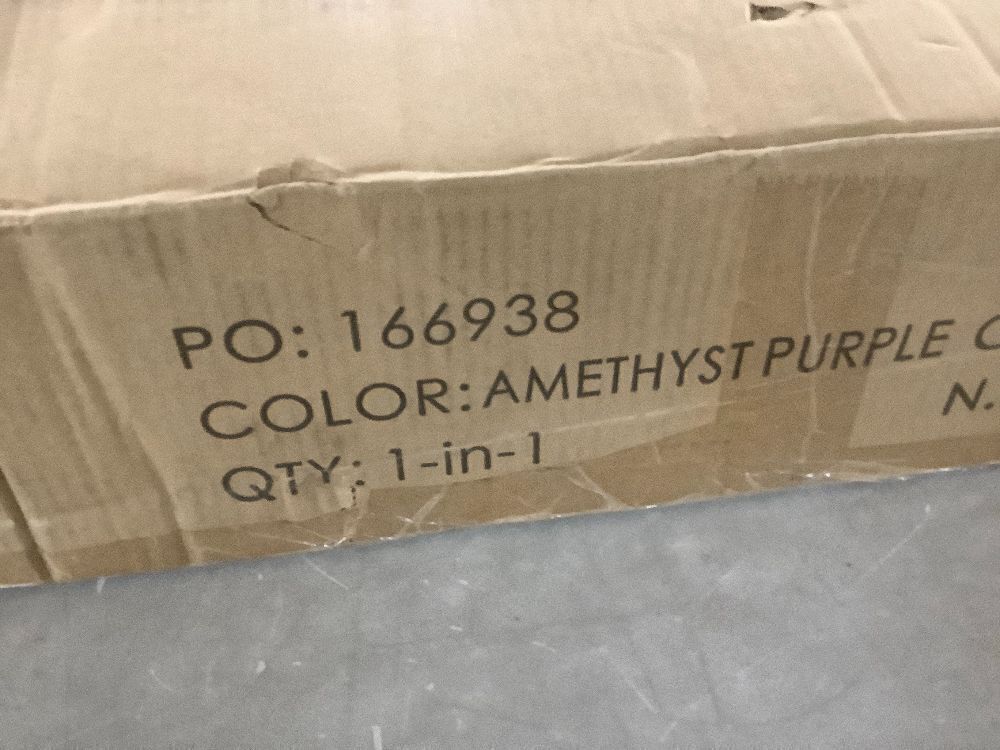 PO: 166938
COLOR: AMETHYST PURPLE
QTY: 1-in-1
N.